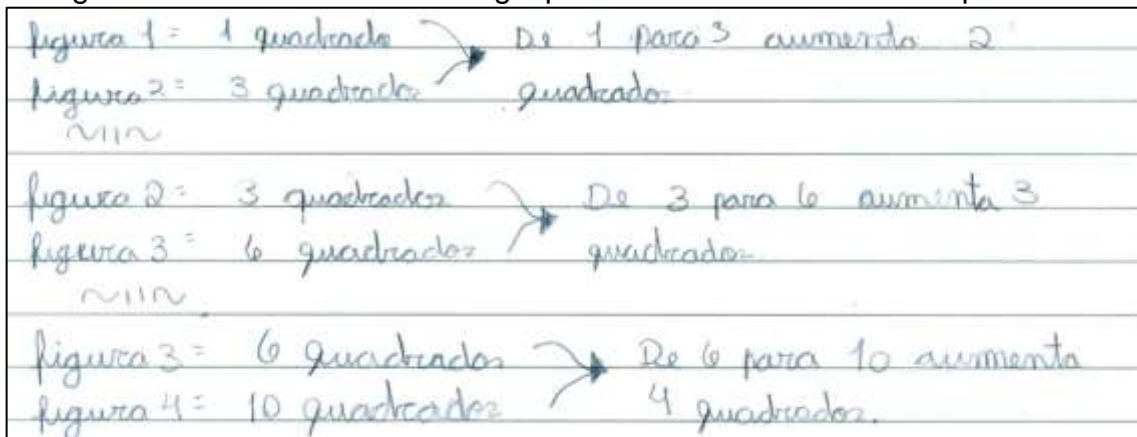 figura 1 = 1 quadrado De 1 para 3 aumenta 2
figura 2 = 3 quadrados quadrados
~11~
figura 2 = 3 quadrados De 3 para 6 aumenta 3
figura 3 = 6 quadrados quadrados.
~11~
figura 3 = 6 quadrados De 6 para 10 aumenta
figura 4 = 10 quadrados 4 quadrados.